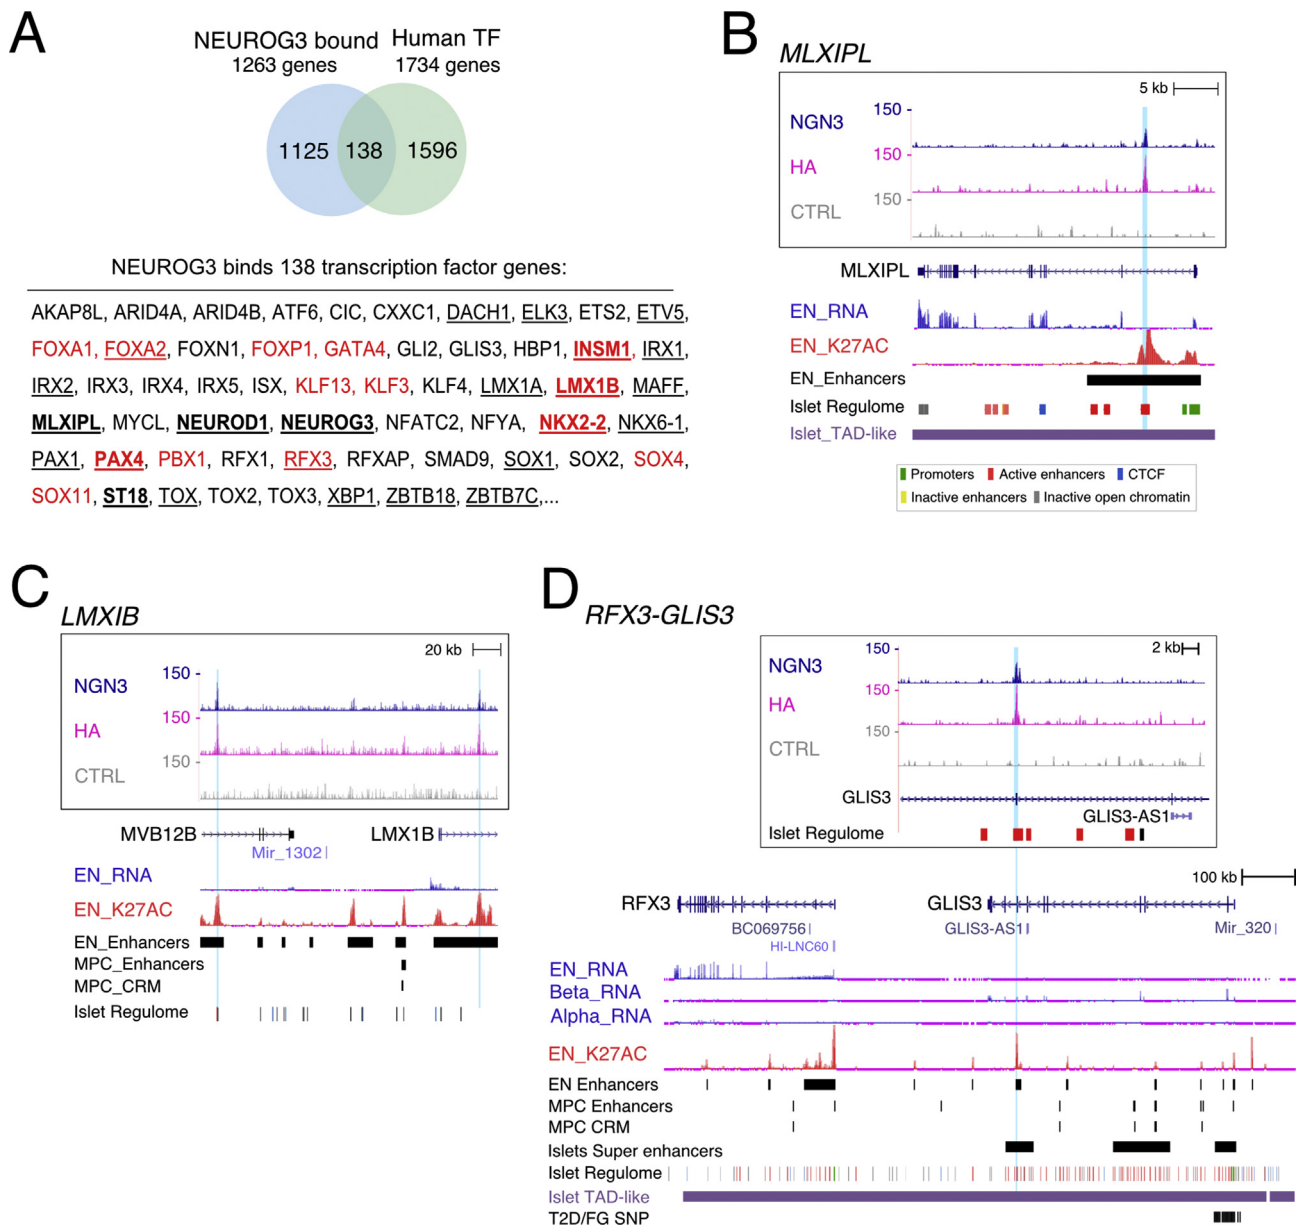 A
NEUROG3 bound
1263 genes
Human TF
1734 genes
1125
138
1596
NEUROG3 binds 138 transcription factor genes:
AKAP8L, ARID4A, ARID4B, ATF6, CIC, CXXC1, DACH1, ELK3, ETS2, ETV5,
FOXA1, FOXA2, FOXN1, FOXP1, GATA4, GLI2, GLIS3, HBP1, INSM1, IRX1,
IRX2, IRX3, IRX4, IRX5, ISX, KLF13, KLF3, KLF4, LMX1A, LMX1B, MAFF,
MLXIPL, MYCL, NEUROD1, NEUROG3, NFATC2, NFYA, NKX2-2, NKX6-1,
PAX1, PAX4, PBX1, RFX1, RFX3, RFXAP, SMAD9, SOX1, SOX2, SOX4,
SOX11, ST18, TOX, TOX2, TOX3, XBP1, ZBTB18, ZBTB7C,...
B
MLXIPL
5 kb
NGN3
150
HA
150
CTRL
150
MLXIPL
EN_RNA
EN_K27AC
EN_Enhancers
Islet Regulome
Islet_TAD-like
Promoters
Active enhancers
CTCF
Inactive enhancers
Inactive open chromatin
C
LMXIB
20 kb
NGN3
150
HA
150
CTRL
150
MVB12B
LMX1B
Mir_1302
EN_RNA
EN_K27AC
EN_Enhancers
MPC_Enhancers
MPC_CRM
Islet Regulome
D
RFX3-GLIS3
2 kb
NGN3
150
HA
150
CTRL
150
GLIS3
GLIS3-AS1
Islet Regulome
100 kb
RFX3
GLIS3
BC069756
GLIS3-AS1
Mir_320
HI-LNC60
EN_RNA
Beta_RNA
Alpha_RNA
EN_K27AC
EN Enhancers
MPC Enhancers
MPC CRM
Islets Super enhancers
Islet Regulome
Islet TAD-like
T2D/FG SNP